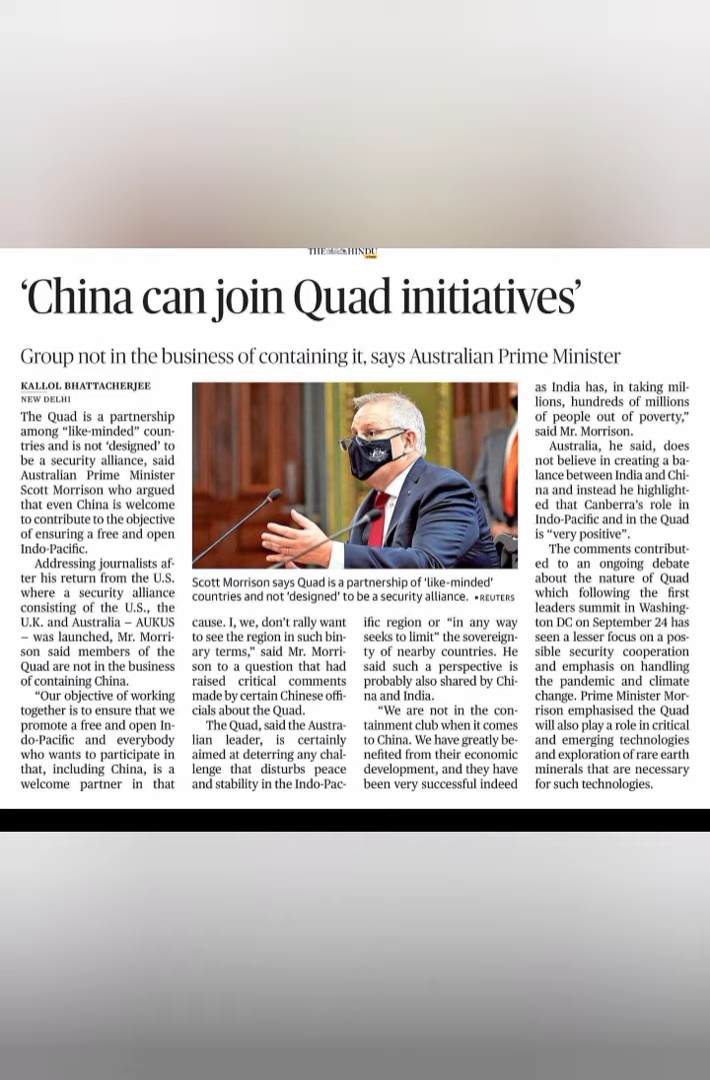 THE HINDU
‘China can join Quad initiatives’
Group not in the business of containing it, says Australian Prime Minister
KALLOL BHATTACHERJEE
NEW DELHI
The Quad is a partnership
among “like-minded” coun-
tries and is not ‘designed’ to
be a security alliance, said
Australian Prime Minister
Scott Morrison who argued
that even China is welcome
to contribute to the objective
of ensuring a free and open
Indo-Pacific.
Addressing journalists af-
ter his return from the U.S.
where a security alliance
consisting of the U.S., the
U.K. and Australia – AUKUS
– was launched, Mr. Morri-
son said members of the
Quad are not in the business
of containing China.
“Our objective of working
together is to ensure that we
promote a free and open In-
do-Pacific and everybody
who wants to participate in
that, including China, is a
welcome partner in that
Scott Morrison says Quad is a partnership of ‘like-minded’
countries and not ‘designed’ to be a security alliance. •REUTERS
cause. I, we, don’t rally want
to see the region in such bin-
ary terms,” said Mr. Morri-
son to a question that had
raised critical comments
made by certain Chinese offi-
cials about the Quad.
The Quad, said the Austra-
lian leader, is certainly
aimed at deterring any chal-
lenge that disturbs peace
and stability in the Indo-Pac-
ific region or “in any way
seeks to limit” the sovereign-
ty of nearby countries. He
said such a perspective is
probably also shared by Chi-
na and India.
“We are not in the con-
tainment club when it comes
to China. We have greatly be-
nefited from their economic
development, and they have
been very successful indeed
as India has, in taking mil-
lions, hundreds of millions
of people out of poverty,”
said Mr. Morrison.
Australia, he said, does
not believe in creating a ba-
lance between India and Chi-
na and instead he highlight-
ed that Canberra’s role in
Indo-Pacific and in the Quad
is “very positive”.
The comments contribut-
ed to an ongoing debate
about the nature of Quad
which following the first
leaders summit in Washing-
ton DC on September 24 has
seen a lesser focus on a pos-
sible security cooperation
and emphasis on handling
the pandemic and climate
change. Prime Minister Mor-
rison emphasised the Quad
will also play a role in critical
and emerging technologies
and exploration of rare earth
minerals that are necessary
for such technologies.